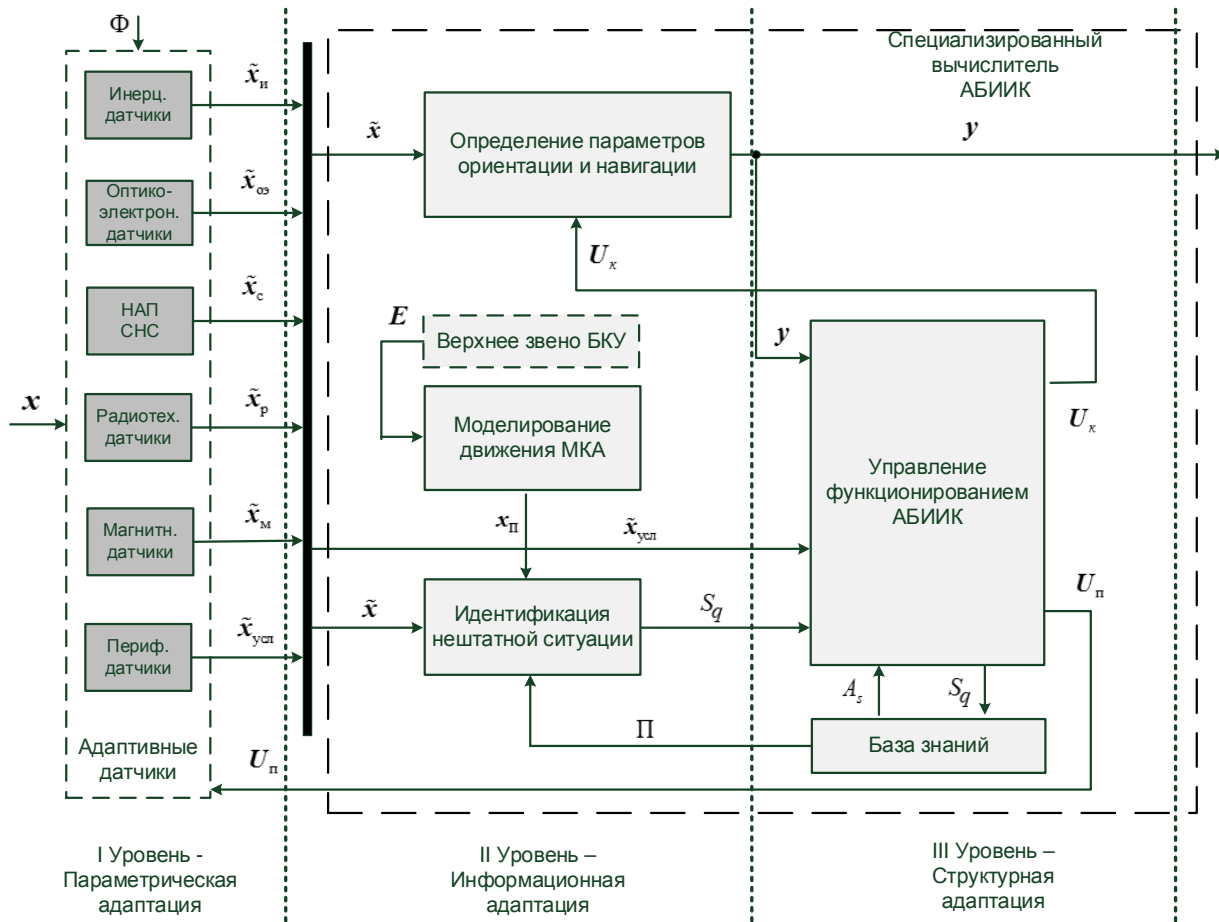 Φ
Специализированный
вычислитель
АБИИК
Инерц.
датчики
x̃и
x̃
Определение параметров
ориентации и навигации
y
Оптико-
электрон.
датчики
x̃оэ
Uк
НАП
СНС
x̃с
E
Верхнее звено БКУ
y
x
Радиотех.
датчики
x̃р
Моделирование
движения МКА
Uк
Управление
функционированием
АБИИК
Магнитн.
датчики
x̃м
xП
x̃усл
Периф.
датчики
x̃усл
x̃
Идентификация
нештатной ситуации
Sq
Uп
As
Sq
П
База знаний
Адаптивные
датчики
Uп
I Уровень -
Параметрическая
адаптация
II Уровень –
Информационная
адаптация
III Уровень –
Структурная
адаптация